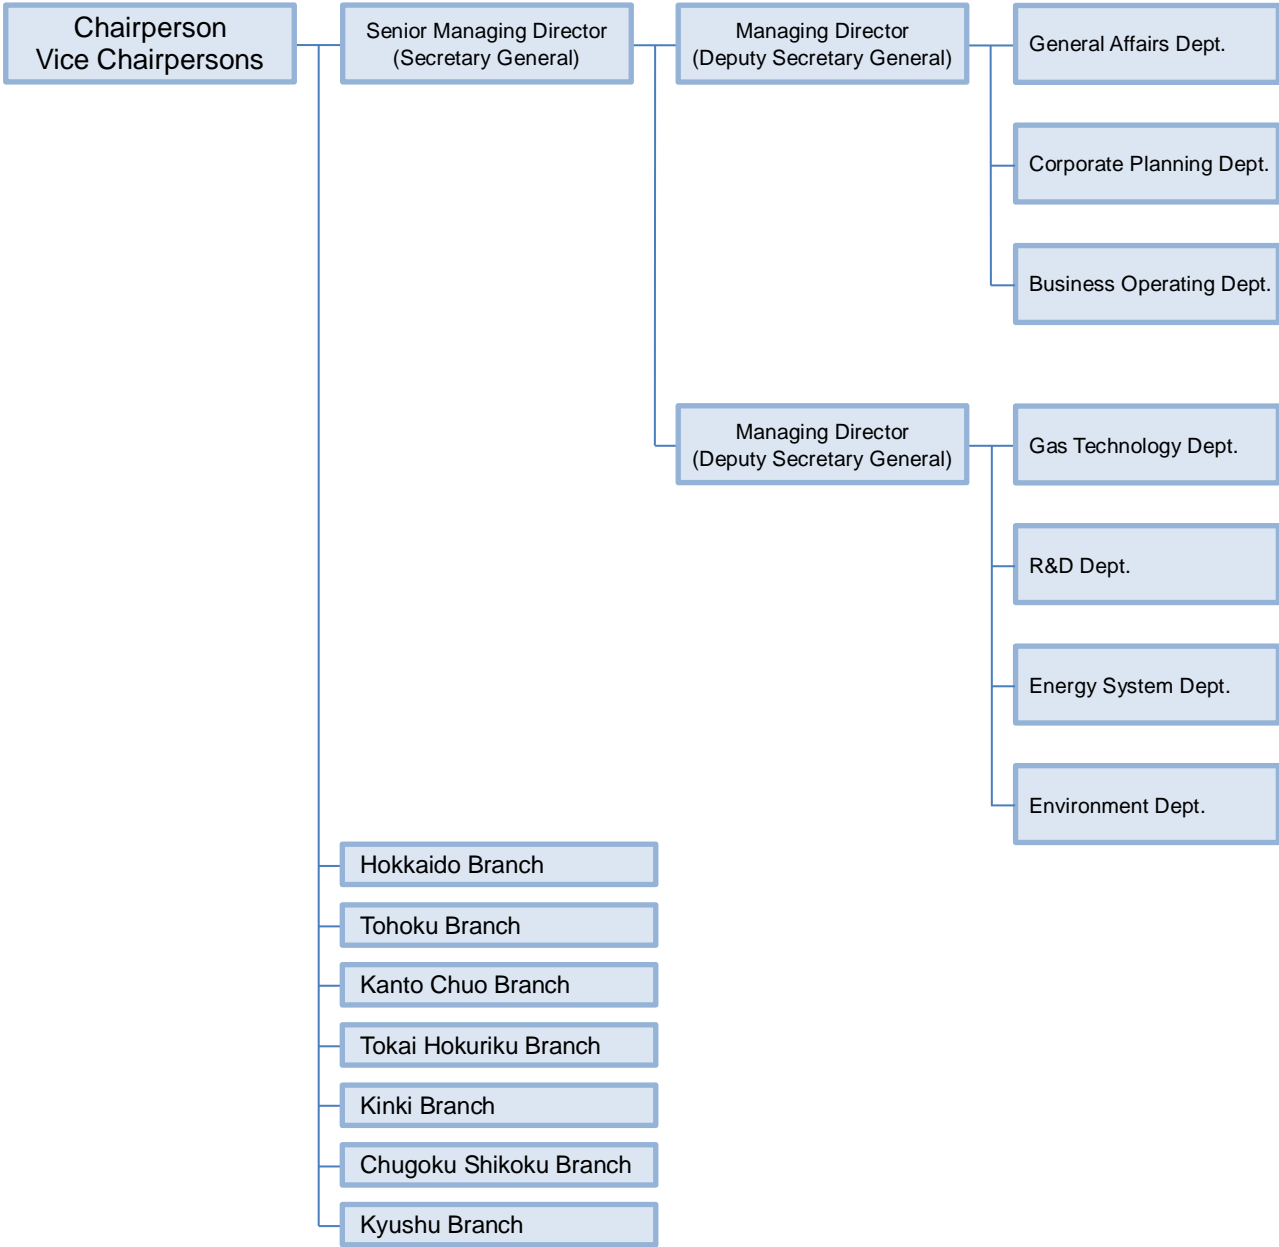 Chairperson
Vice Chairpersons
Senior Managing Director
(Secretary General)
Managing Director
(Deputy Secretary General)
General Affairs Dept.
Corporate Planning Dept.
Business Operating Dept.
Managing Director
(Deputy Secretary General)
Gas Technology Dept.
R&D Dept.
Energy System Dept.
Environment Dept.
Hokkaido Branch
Tohoku Branch
Kanto Chuo Branch
Tokai Hokuriku Branch
Kinki Branch
Chugoku Shikoku Branch
Kyushu Branch